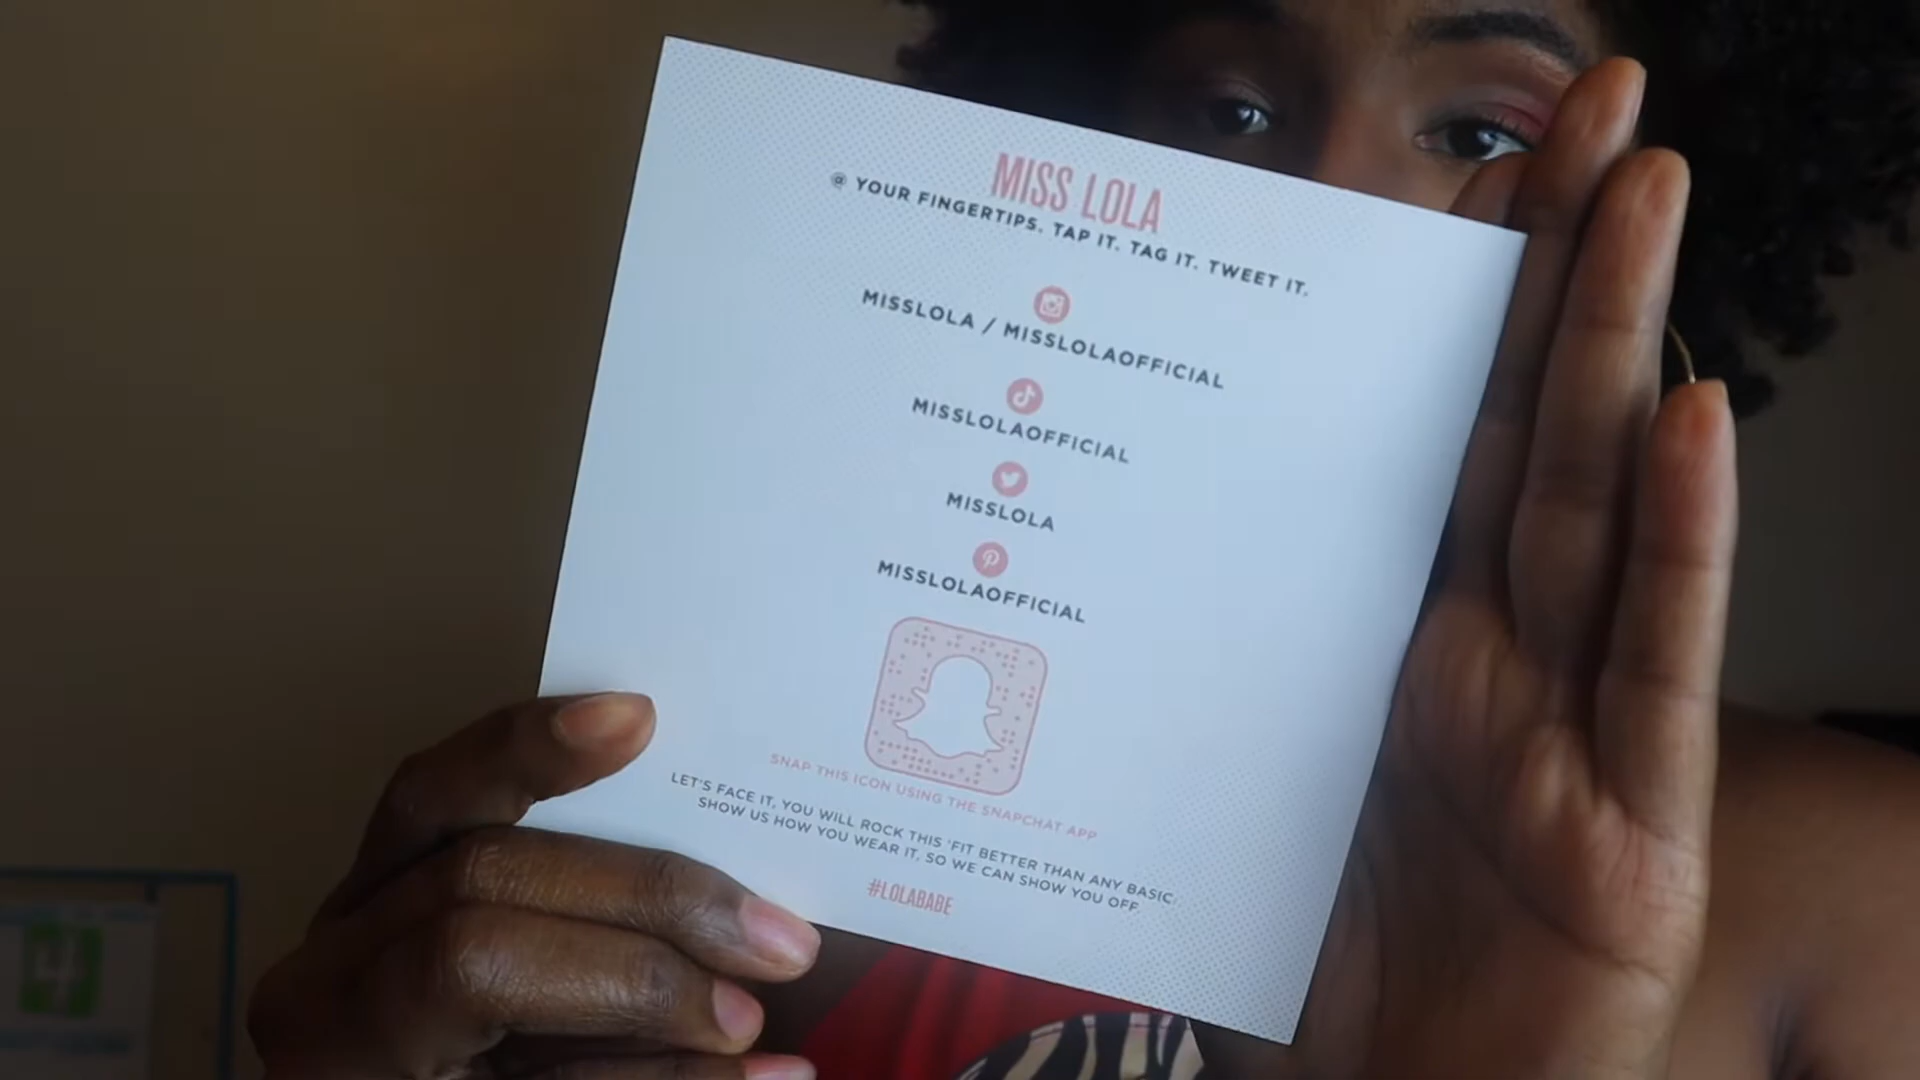 MISS LOLA
@ YOUR FINGERTIPS. TAP IT. TAG IT. TWEET IT.
MISSLOLA / MISSLOLAOFFICIAL
MISSLOLAOFFICIAL
MISSLOLA
MISSLOLAOFFICIAL
SNAP THIS ICON USING THE SNAPCHAT APP
LET'S FACE IT, YOU WILL ROCK THIS 'FIT BETTER THAN ANY BASIC.
SHOW US HOW YOU WEAR IT, SO WE CAN SHOW YOU OFF
#LOLABABE